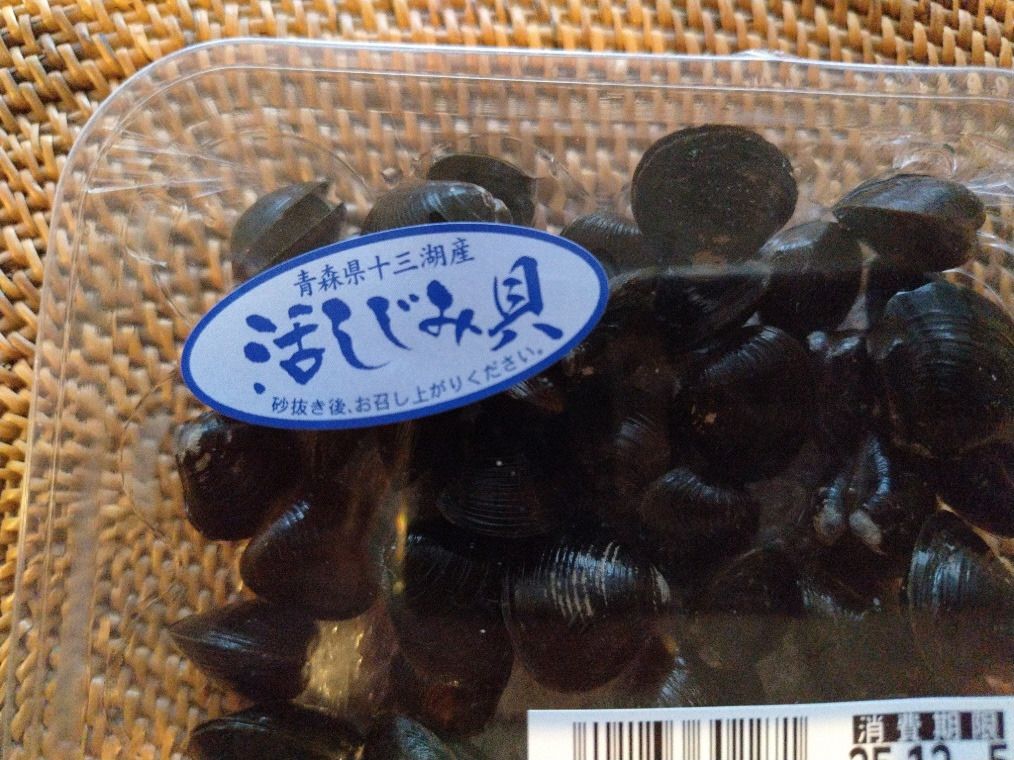 青森県十三湖産
活しじみ貝
砂抜き後、お召し上がりください。
消費期限